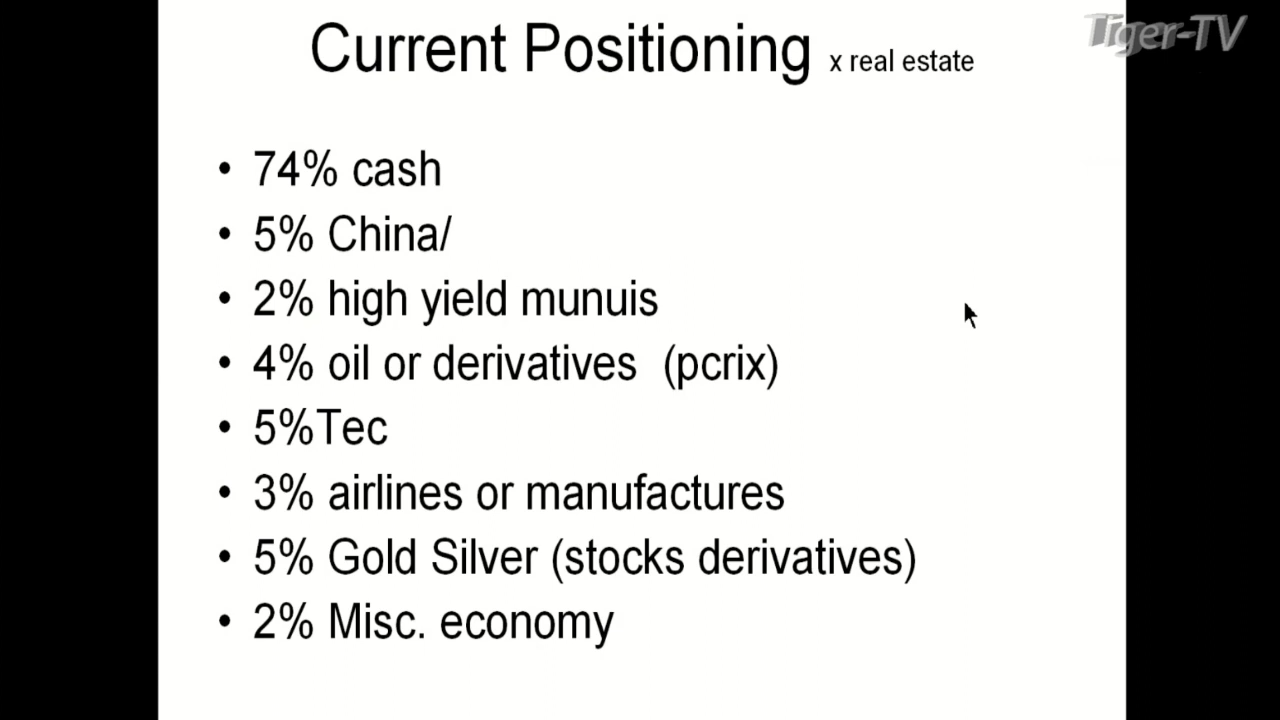 Current Positioning x real estate
Tiger-TV
• 74% cash
• 5% China/
• 2% high yield munuis
• 4% oil or derivatives (pcrix)
• 5%Tec
• 3% airlines or manufactures
• 5% Gold Silver (stocks derivatives)
• 2% Misc. economy